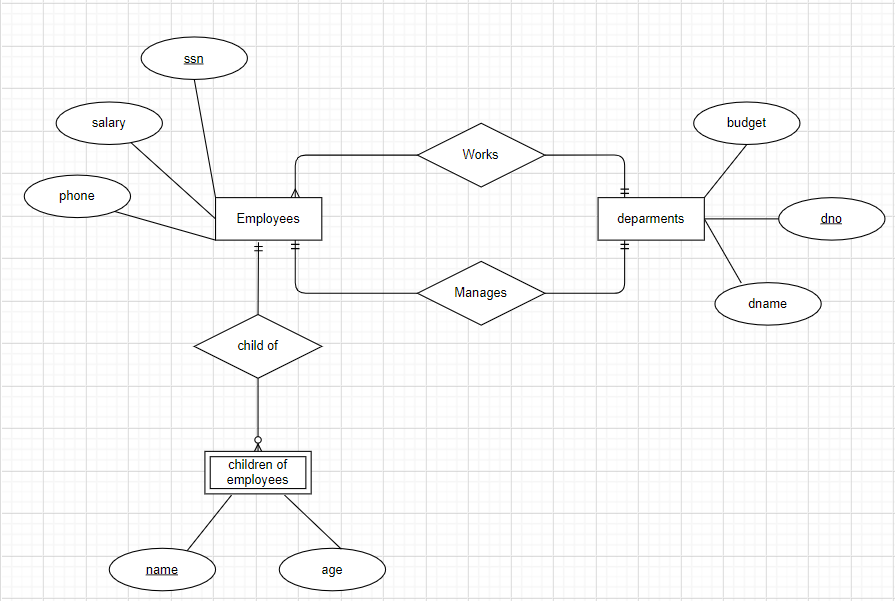 ssn
salary
phone
Employees
Works
deparments
budget
dno
dname
Manages
child of
children of
employees
name
age